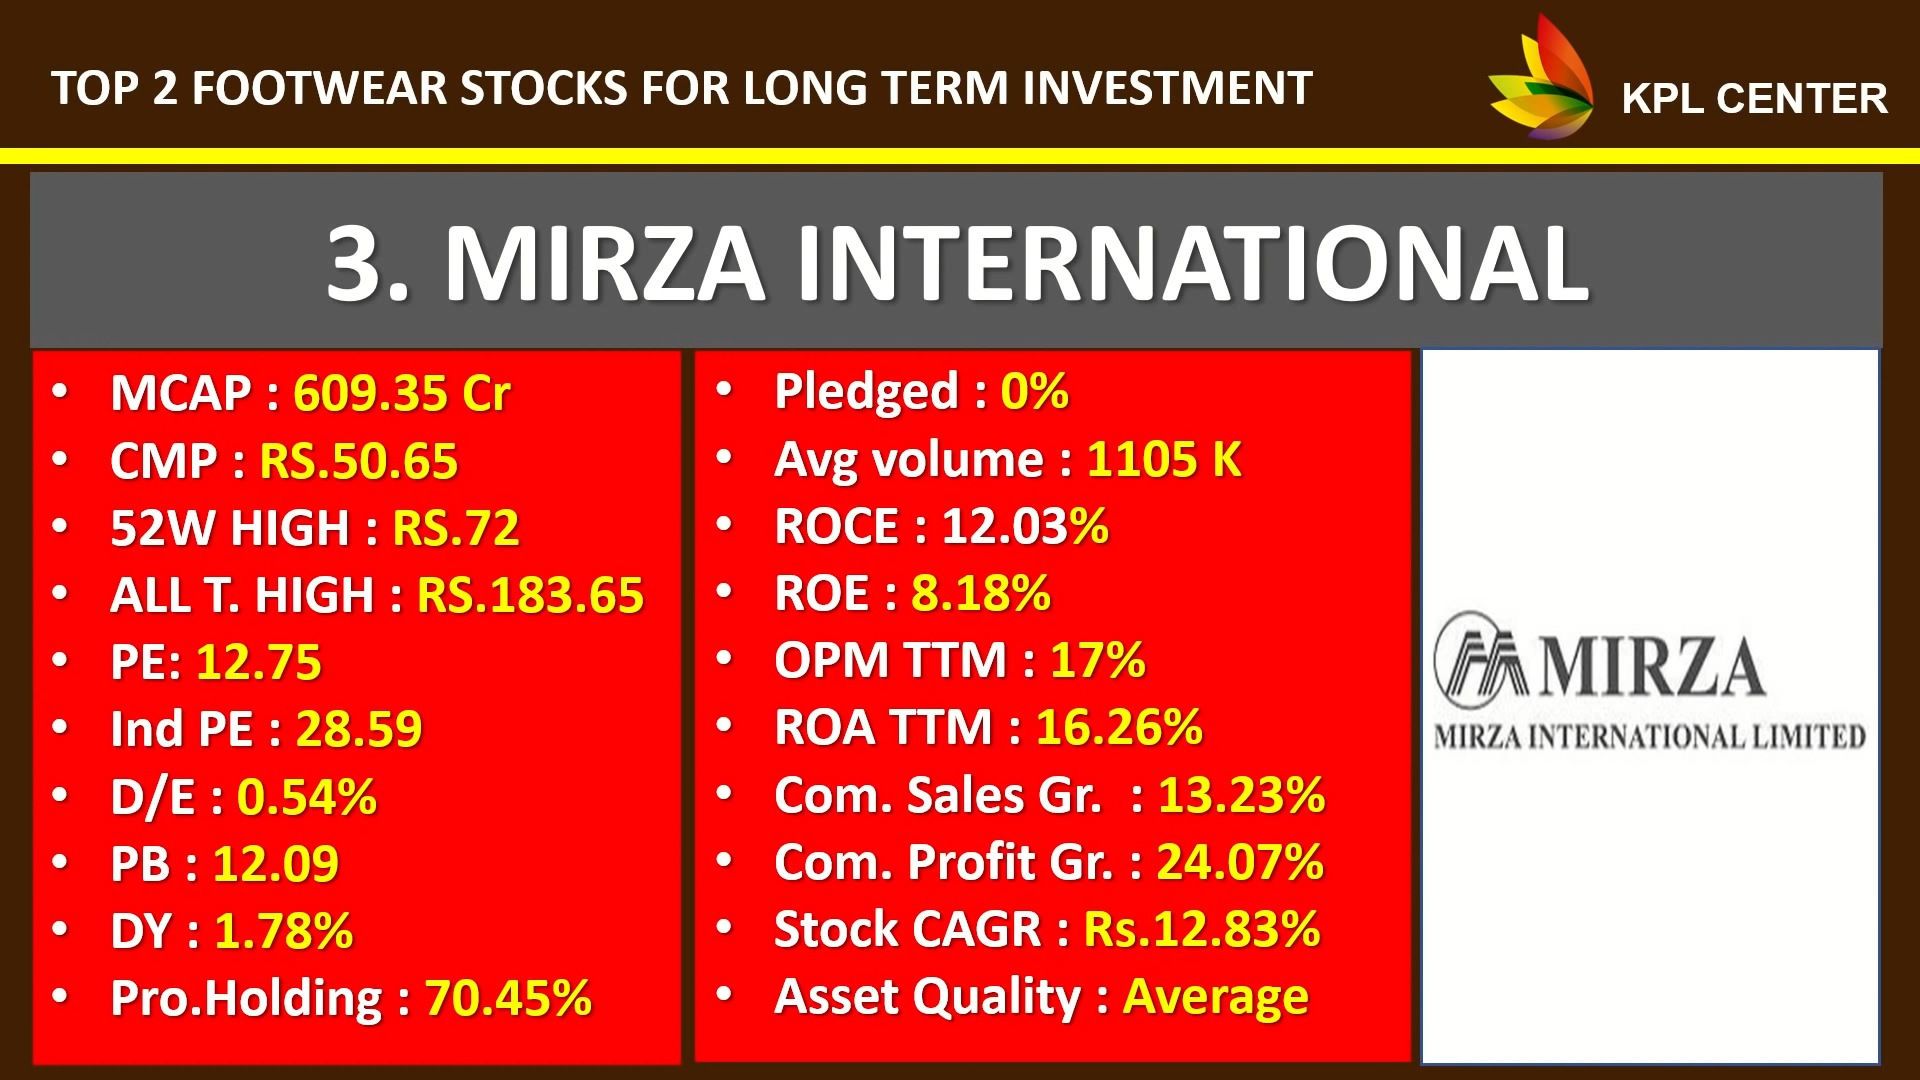 TOP 2 FOOTWEAR STOCKS FOR LONG TERM INVESTMENT
KPL CENTER
3. MIRZA INTERNATIONAL
• MCAP : 609.35 Cr
• CMP : RS.50.65
• 52W HIGH : RS.72
• ALL T. HIGH : RS.183.65
• PE: 12.75
• Ind PE : 28.59
• D/E : 0.54%
• PB : 12.09
• DY : 1.78%
• Pro.Holding : 70.45%
• Pledged : 0%
• Avg volume : 1105 K
• ROCE : 12.03%
• ROE : 8.18%
• OPM TTM : 17%
• ROA TTM : 16.26%
• Com. Sales Gr.  : 13.23%
• Com. Profit Gr. : 24.07%
• Stock CAGR : Rs.12.83%
• Asset Quality : Average
MIRZA
MIRZA INTERNATIONAL LIMITED